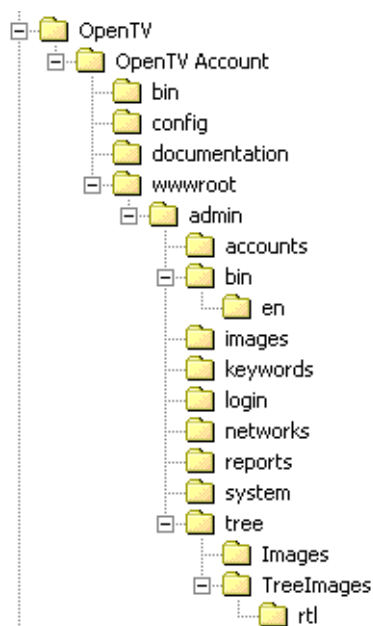 OpenTV
OpenTV Account
bin
config
documentation
wwwroot
admin
accounts
bin
en
images
keywords
login
networks
reports
system
tree
Images
TreeImages
rtl